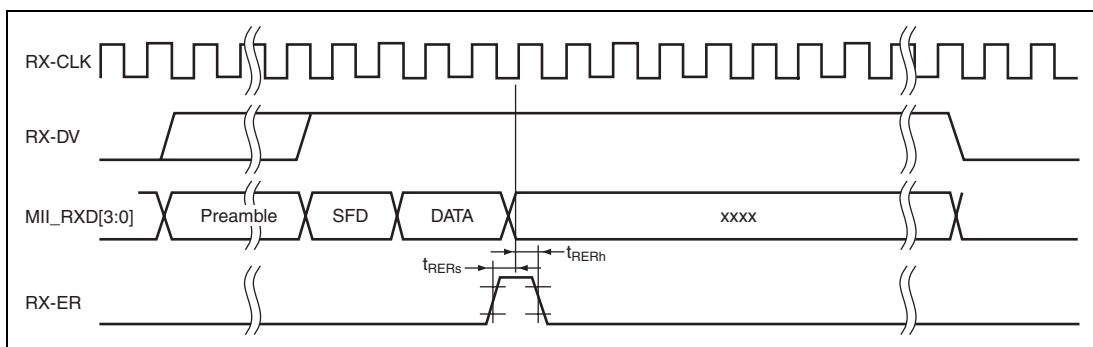 RX-CLK
RX-DV
MII_RXD[3:0]
Preamble
SFD
DATA
xxxx
tRERs
tRERh
RX-ER